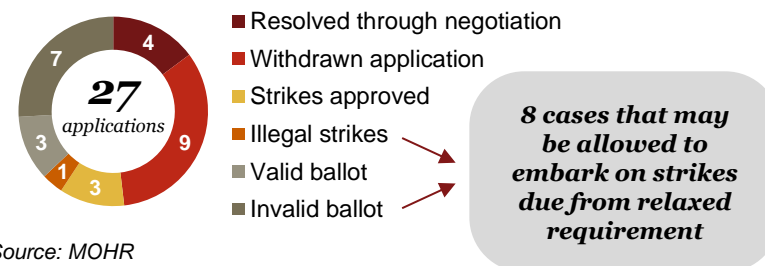 4
9
3
1
3
7
27
applications
Resolved through negotiation
Withdrawn application
Strikes approved
Illegal strikes
Valid ballot
Invalid ballot
8 cases that may
be allowed to
embark on strikes
due from relaxed
requirement
Source: MOHR